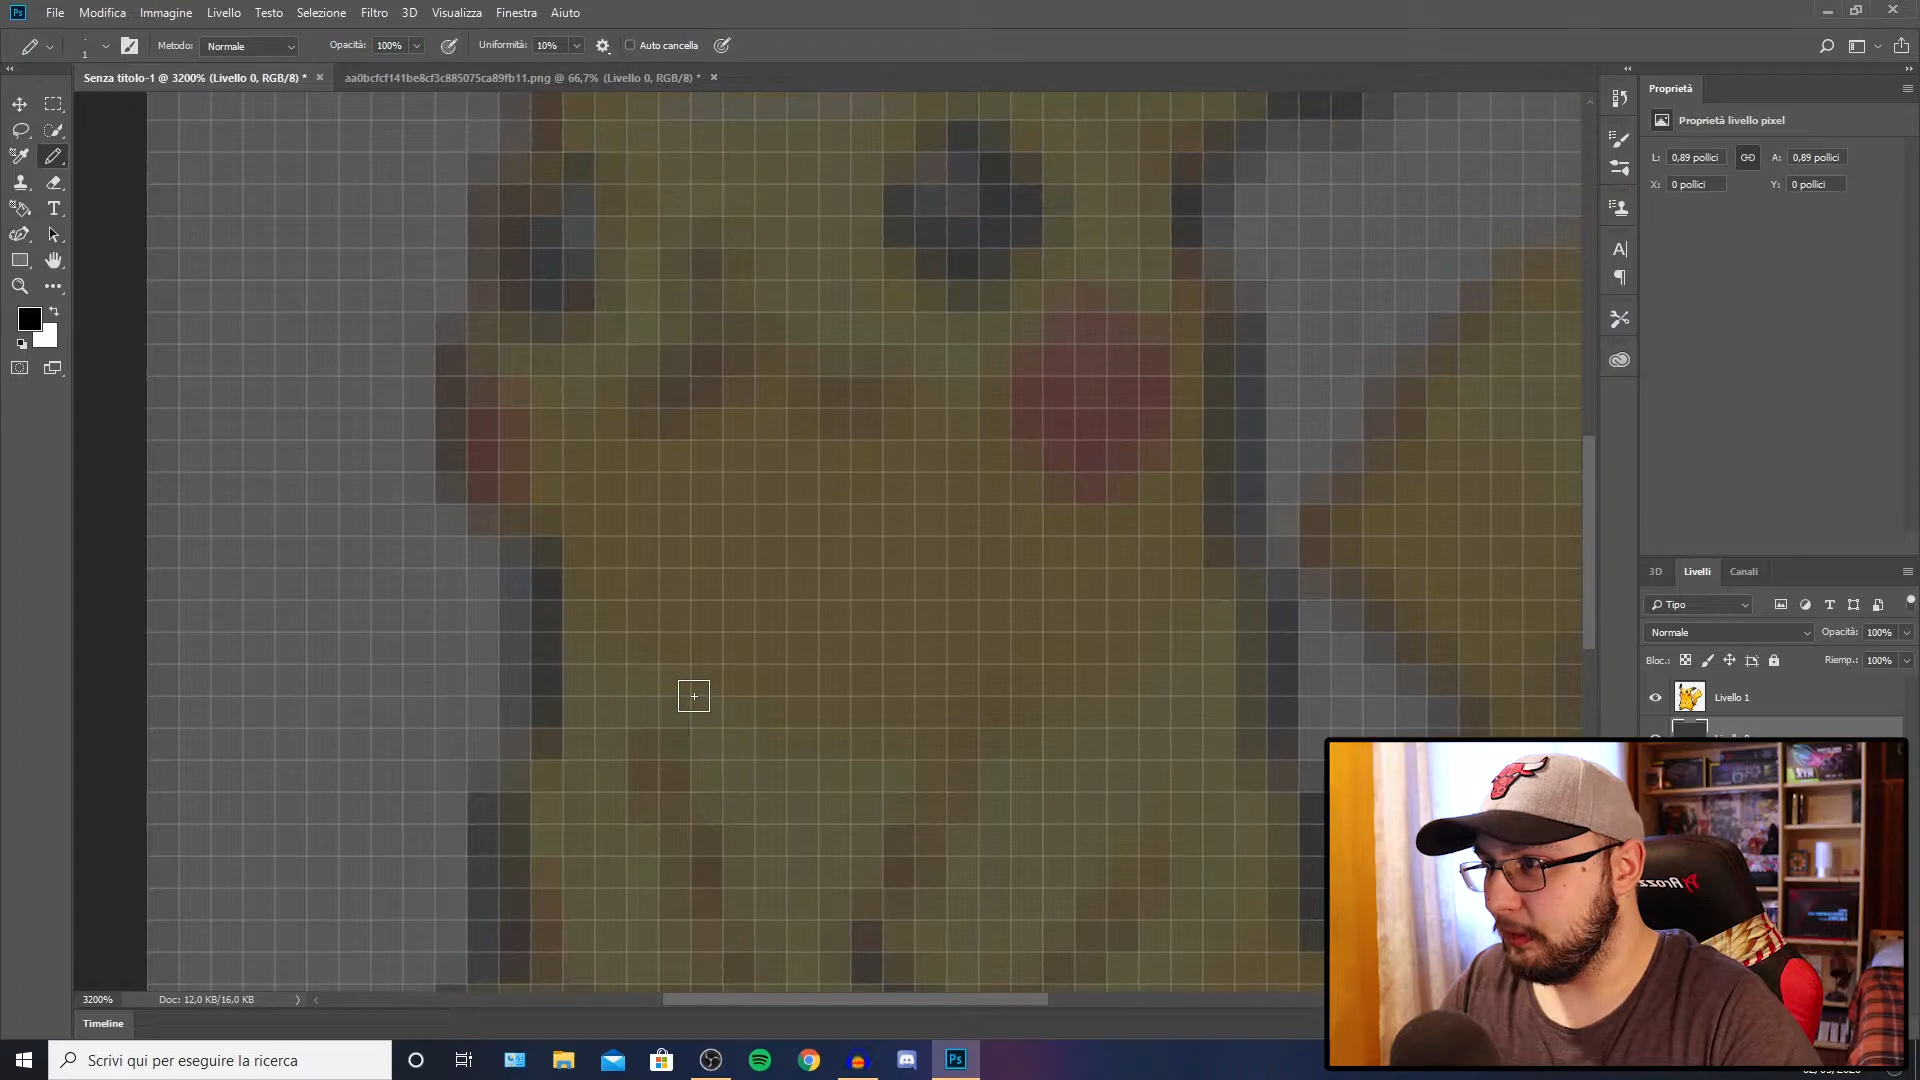 Ps File Modifica Immagine Livello Testo Selezione Filtro 3D Visualizza Finestra Aiuto
1 Metodo: Normale Opacità: 100% Uniformità: 10% Auto cancella
Senza titolo-1 @ 3200% (Livello 0, RGB/8) * × aa0bcfcf141be8cf3c885075ca89fb11.png @ 66,7% (Livello 0, RGB/8) * ×
Proprietà
Proprietà livello pixel
L: 0,89 pollici A: 0,89 pollici
X: 0 pollici Y: 0 pollici
3D Livelli Canali
Tipo
Normale Opacità: 100%
Bloc.: Riemp.: 100%
Livello 1
3200% Doc: 12,0 KB/16,0 KB
Timeline
Scrivi qui per eseguire la ricerca
Ps